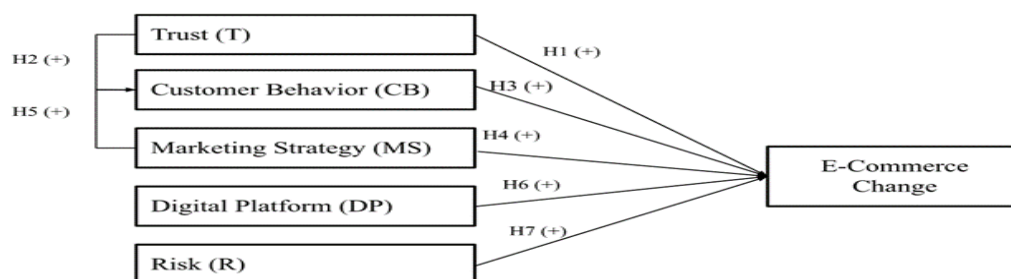 Trust (T)
H1 (+)
H2 (+)
Customer Behavior (CB)
H3 (+)
H5 (+)
Marketing Strategy (MS)
H4 (+)
E-Commerce
Change
Digital Platform (DP)
H6 (+)
H7 (+)
Risk (R)